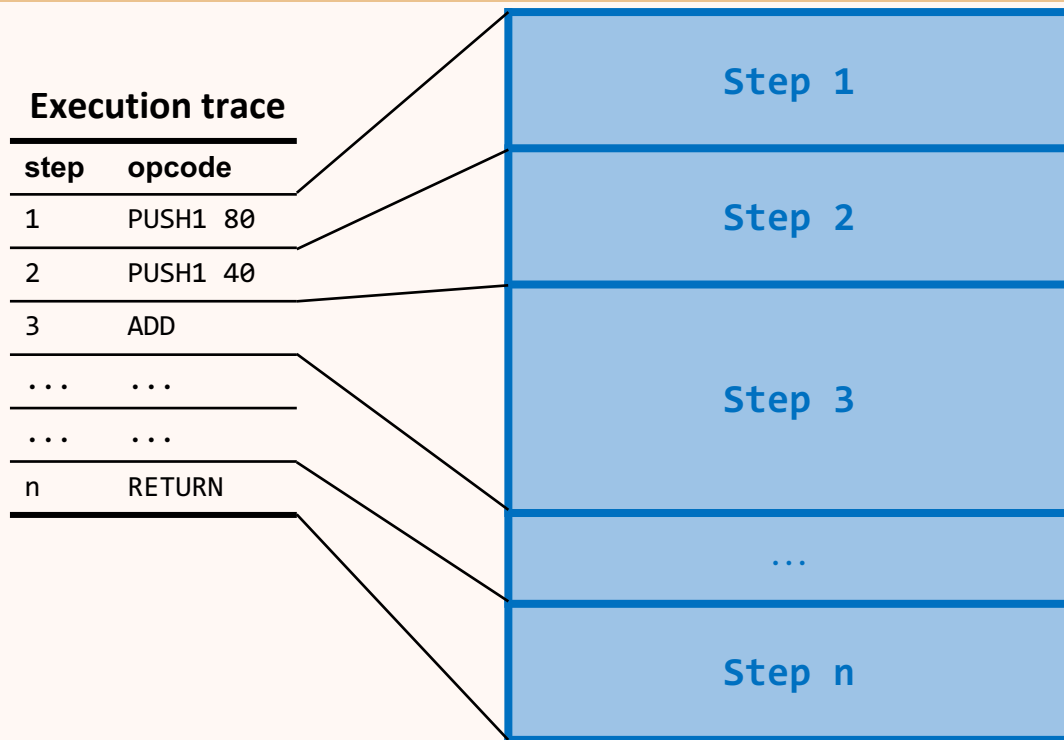 Execution trace
step opcode
1 PUSH1 80
2 PUSH1 40
3 ADD
... ...
... ...
n RETURN
Step 1
Step 2
Step 3
...
Step n